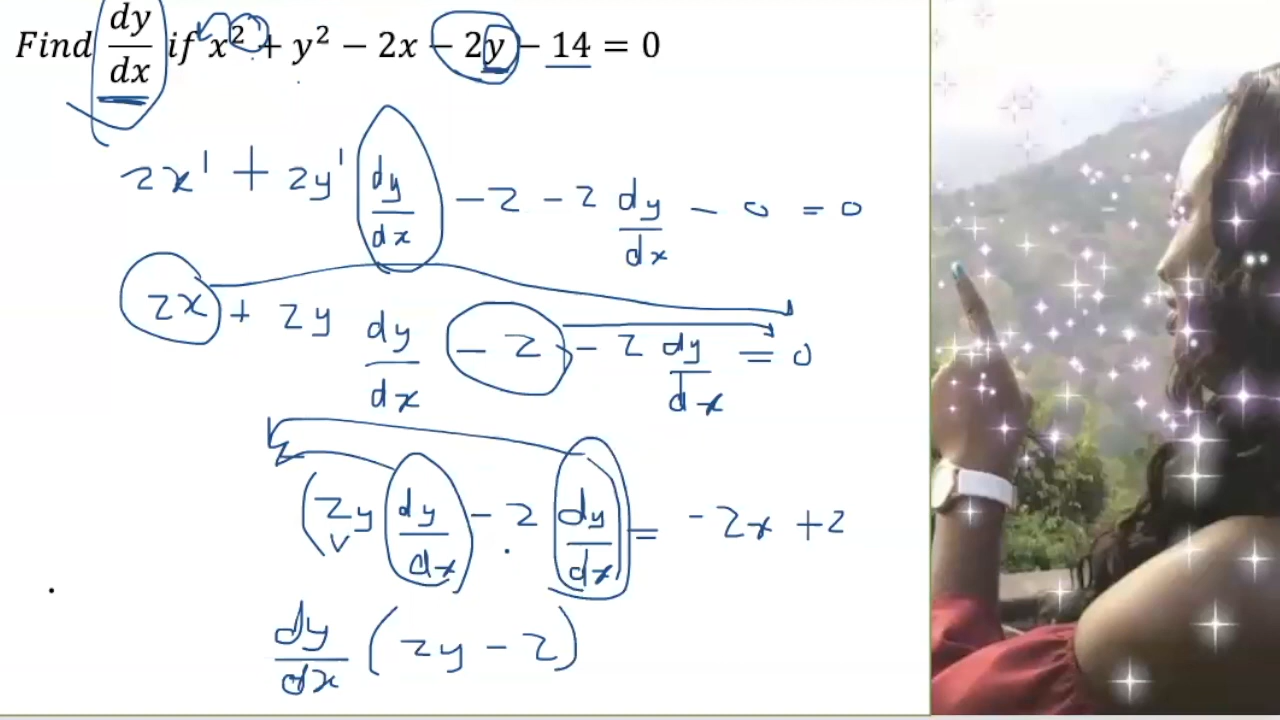 Find dy/dx if x² + y² − 2x − 2y − 14 = 0
2x¹ + 2y¹ dy/dx − 2 − 2 dy/dx − 0 = 0
2x + 2y dy/dx − 2 − 2 dy/dx = 0
(2y dy/dx − 2 dy/dx = -2x + 2
dy/dx (2y − 2)